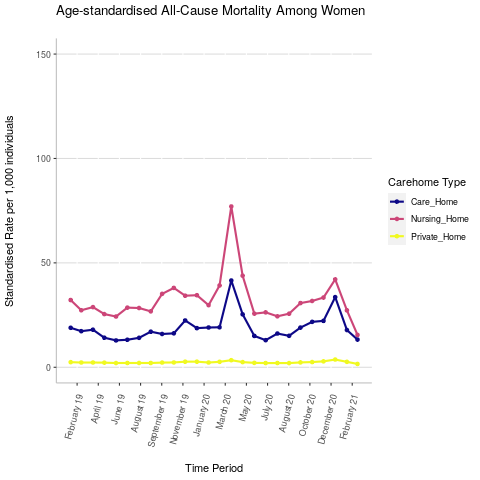 Age-standardised All-Cause Mortality Among Women
Standardised Rate per 1,000 individuals
150
100
50
0
February 19
April 19
June 19
August 19
September 19
November 19
January 20
March 20
May 20
July 20
August 20
October 20
December 20
February 21
Time Period
Carehome Type
Care_Home
Nursing_Home
Private_Home